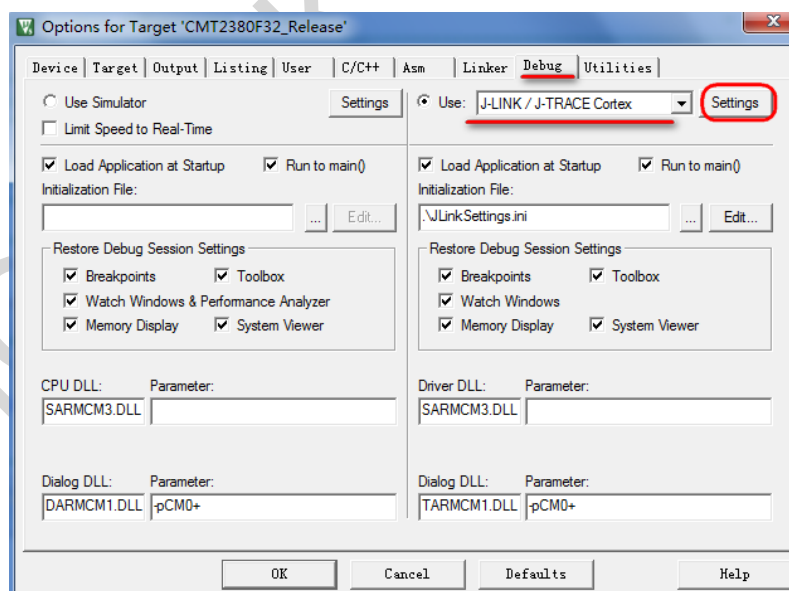 Options for Target 'CMT2380F32_Release'
Device Target Output Listing User C/C++ Asm Linker Debug Utilities
Use Simulator Settings Use: J-LINK / J-TRACE Cortex Settings
Limit Speed to Real-Time
Load Application at Startup Run to main() Load Application at Startup Run to main()
Initialization File: Initialization File:
... Edit... .\JLinkSettings.ini ... Edit...
Restore Debug Session Settings Restore Debug Session Settings
Breakpoints Toolbox Breakpoints Toolbox
Watch Windows & Performance Analyzer Watch Windows
Memory Display System Viewer Memory Display System Viewer
CPU DLL: Parameter: Driver DLL: Parameter:
SARMCM3.DLL SARMCM3.DLL
Dialog DLL: Parameter: Dialog DLL: Parameter:
DARMCM1.DLL -pCM0+ TARMCM1.DLL -pCM0+
OK Cancel Defaults Help